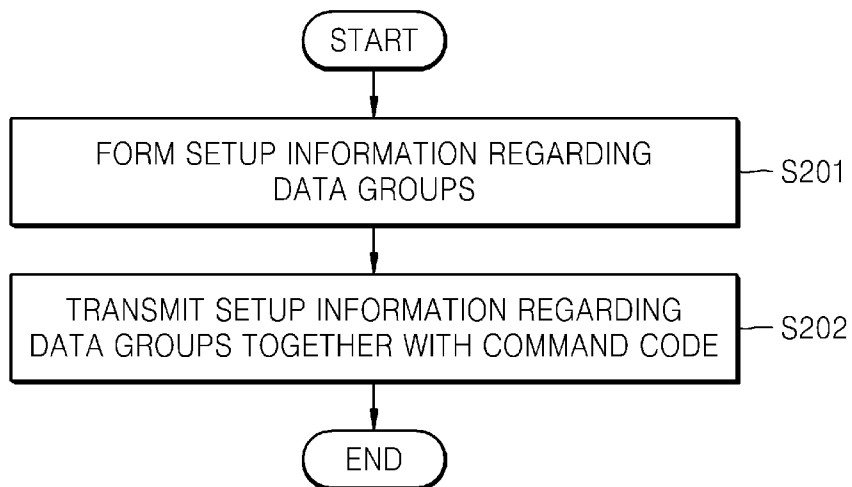 START
FORM SETUP INFORMATION REGARDING
DATA GROUPS
S201
TRANSMIT SETUP INFORMATION REGARDING
DATA GROUPS TOGETHER WITH COMMAND CODE
S202
END